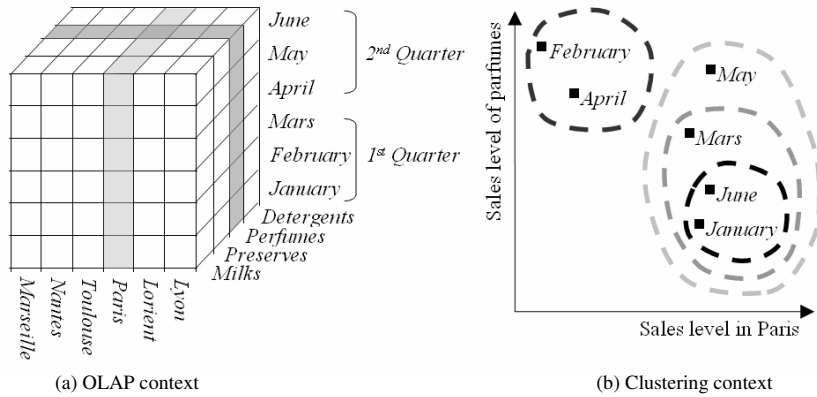 June
May
April
2nd Quarter
Mars
February
January
1st Quarter
Detergents
Perfumes
Preserves
Milks
Marseille
Nantes
Toulouse
Paris
Lorient
Lyon
(a) OLAP context
Sales level of parfumes
February
April
May
Mars
June
January
Sales level in Paris
(b) Clustering context